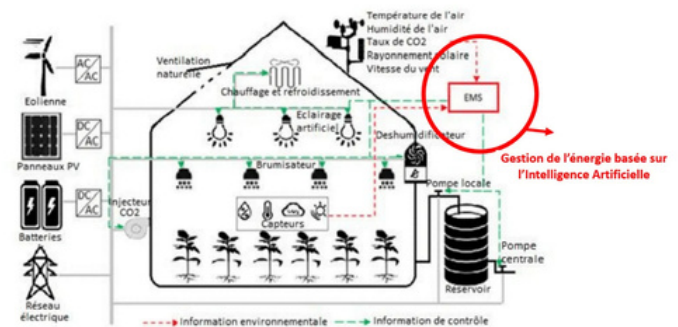 Température de l'air
Humidité de l'air
Taux de CO2
Rayonnement solaire
Vitesse du vent
Ventilation
naturelle
Chauffage et refroidissement
EMS
AC
AC
Eolienne
Eclairage
artificiel
Deshumidificateur
Gestion de l'énergie basée sur
l'Intelligence Artificielle
DC
AC
Panneaux PV
Brumisateur
Pompe locale
DC
AC
Injecteur
CO2
Batteries
Capteurs
Pompe
centrale
Réservoir
Réseau
électrique
Information environnementale
Information de contrôle